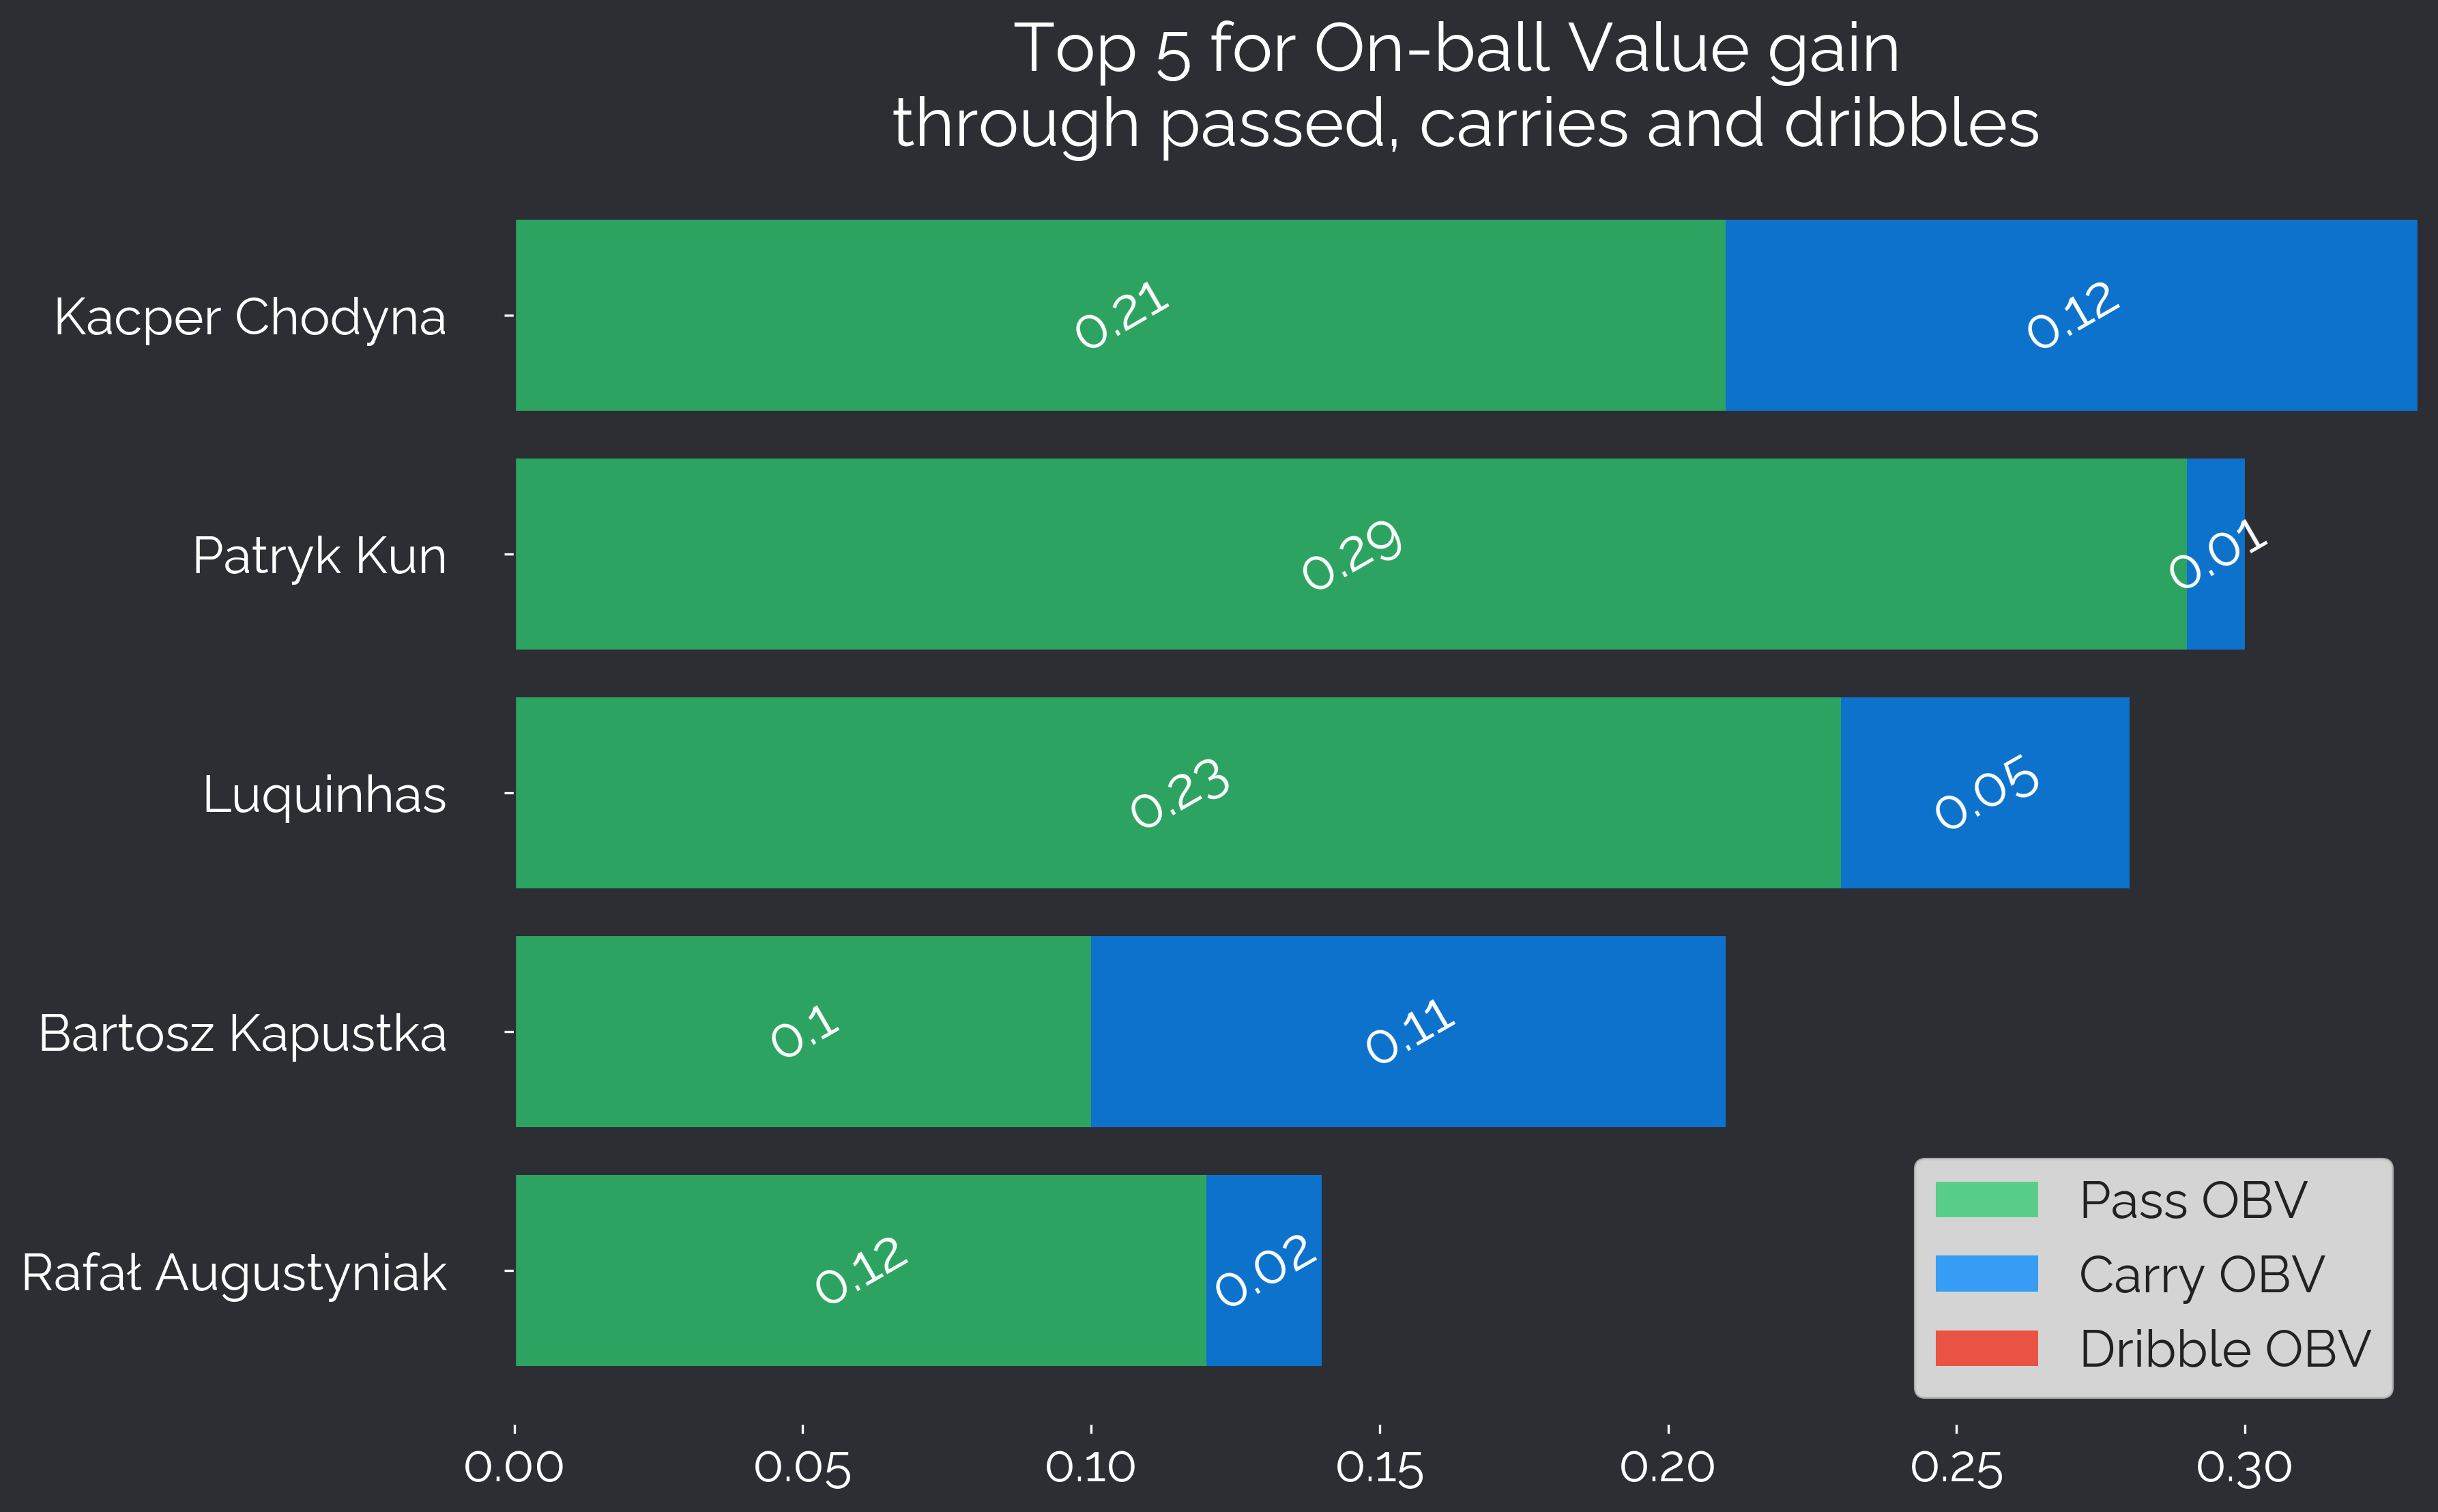 Top 5 for On-ball Value gain
through passed, carries and dribbles
Kacper Chodyna
0.21
0.12
Patryk Kun
0.29
0.01
Luquinhas
0.23
0.05
Bartosz Kapustka
0.1
0.11
Rafał Augustyniak
0.12
0.02
Pass OBV
Carry OBV
Dribble OBV
0.00 0.05 0.10 0.15 0.20 0.25 0.30